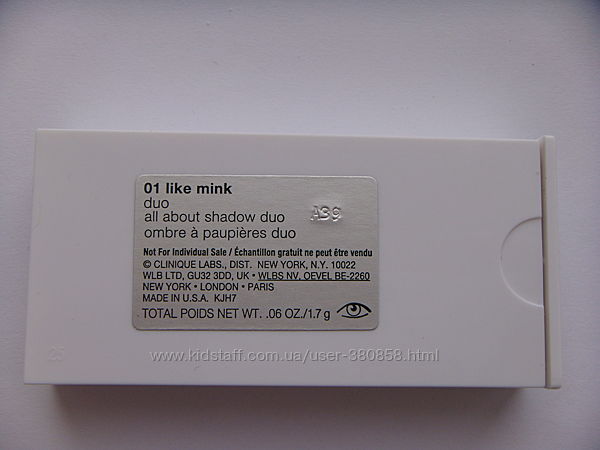 01 like mink
duo
all about shadow duo A39
ombre à paupières duo
Not For Individual Sale / Échantillon gratuit ne peut être vendu
© CLINIQUE LABS., DIST. NEW YORK, N.Y. 10022
WLB LTD, GU32 3DD, UK • WLBS NV. OEVEL BE-2260
NEW YORK • LONDON • PARIS
MADE IN U.S.A. KJH7
TOTAL POIDS NET WT. .06 OZ./1.7 g
25
www.kidstaff.com.ua/user-380858.html